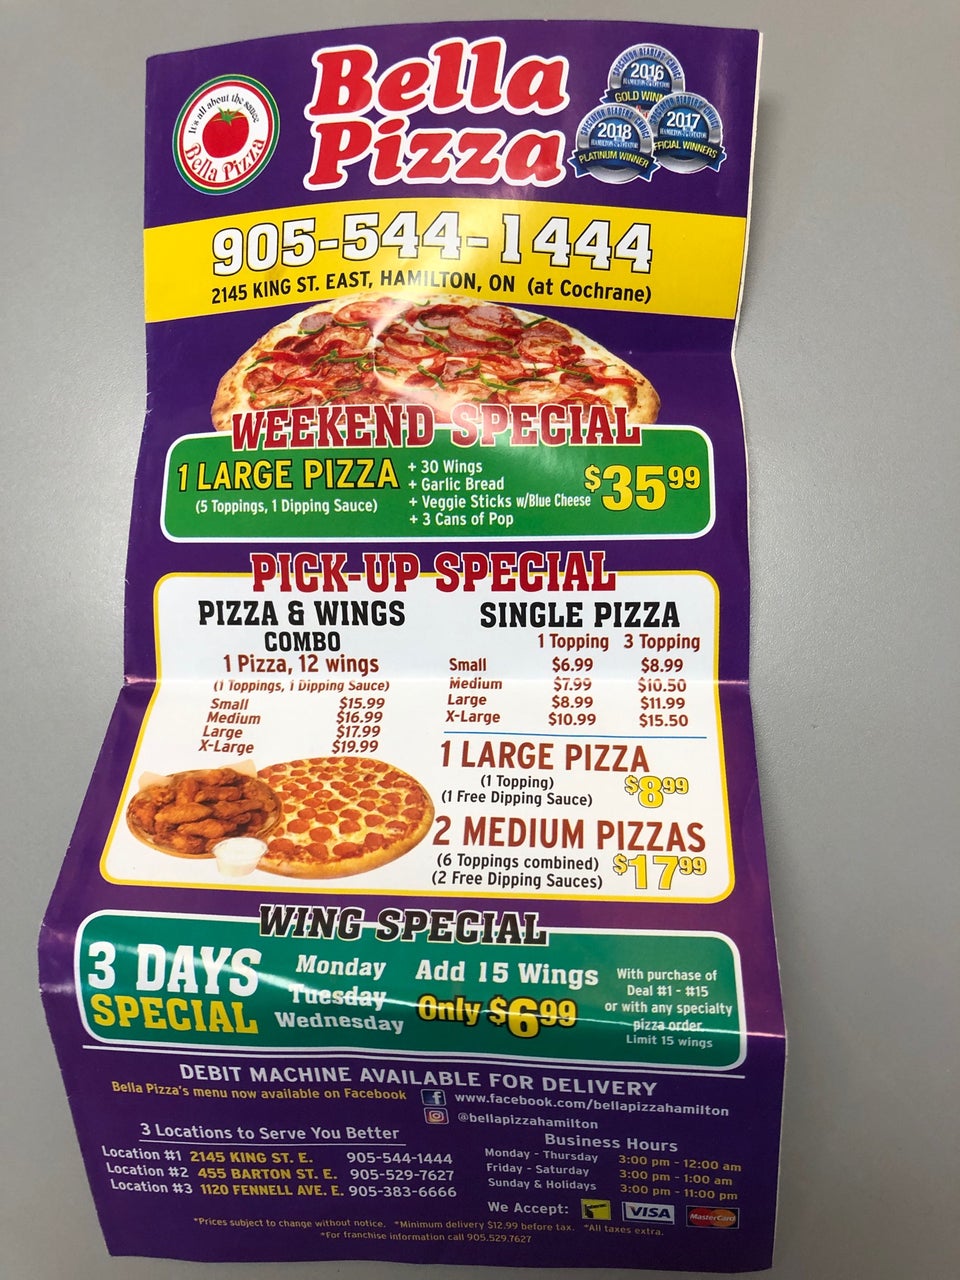 Bella
Pizza
It's all about the sauce
Bella Pizza
2016
HAMILTON SPECTATOR
GOLD WINN
2018
HAMILTON SPECTATOR
PLATINUM WINNER
2017
HAMILTON SPECTATOR
FFICIAL WINNERS
905-544-1444
2145 KING ST. EAST, HAMILTON, ON (at Cochrane)
WEEKEND SPECIAL
1 LARGE PIZZA
(5 Toppings, 1 Dipping Sauce)
+ 30 Wings
+ Garlic Bread
+ Veggie Sticks w/Blue Cheese
+ 3 Cans of Pop
$35.99
PICK-UP SPECIAL
PIZZA & WINGS
COMBO
1 Pizza, 12 wings
(1 Toppings, 1 Dipping Sauce)
Small $15.99
Medium $16.99
Large $17.99
X-Large $19.99
SINGLE PIZZA
1 Topping 3 Topping
Small $6.99 $8.99
Medium $7.99 $10.50
Large $8.99 $11.99
X-Large $10.99 $15.50
1 LARGE PIZZA
(1 Topping)
(1 Free Dipping Sauce)
$8.99
2 MEDIUM PIZZAS
(6 Toppings combined)
(2 Free Dipping Sauces)
$17.99
WING SPECIAL
3 DAYS
SPECIAL
Monday
Tuesday
Wednesday
Add 15 Wings
Only $6.99
With purchase of
Deal #1 - #15
or with any specialty
pizza order.
Limit 15 wings
DEBIT MACHINE AVAILABLE FOR DELIVERY
Bella Pizza's menu now available on Facebook
www.facebook.com/bellapizzahamilton
@bellapizzahamilton
3 Locations to Serve You Better
Location #1 2145 KING ST. E. 905-544-1444
Location #2 455 BARTON ST. E. 905-529-7627
Location #3 1120 FENNELL AVE. E. 905-383-6666
Business Hours
Monday - Thursday 3:00 pm - 12:00 am
Friday - Saturday 3:00 pm - 1:00 am
Sunday & Holidays 3:00 pm - 11:00 pm
We Accept:
VISA
MasterCard
*Prices subject to change without notice. *Minimum delivery $12.99 before tax. *All taxes extra.
*For franchise information call 905.529.7627